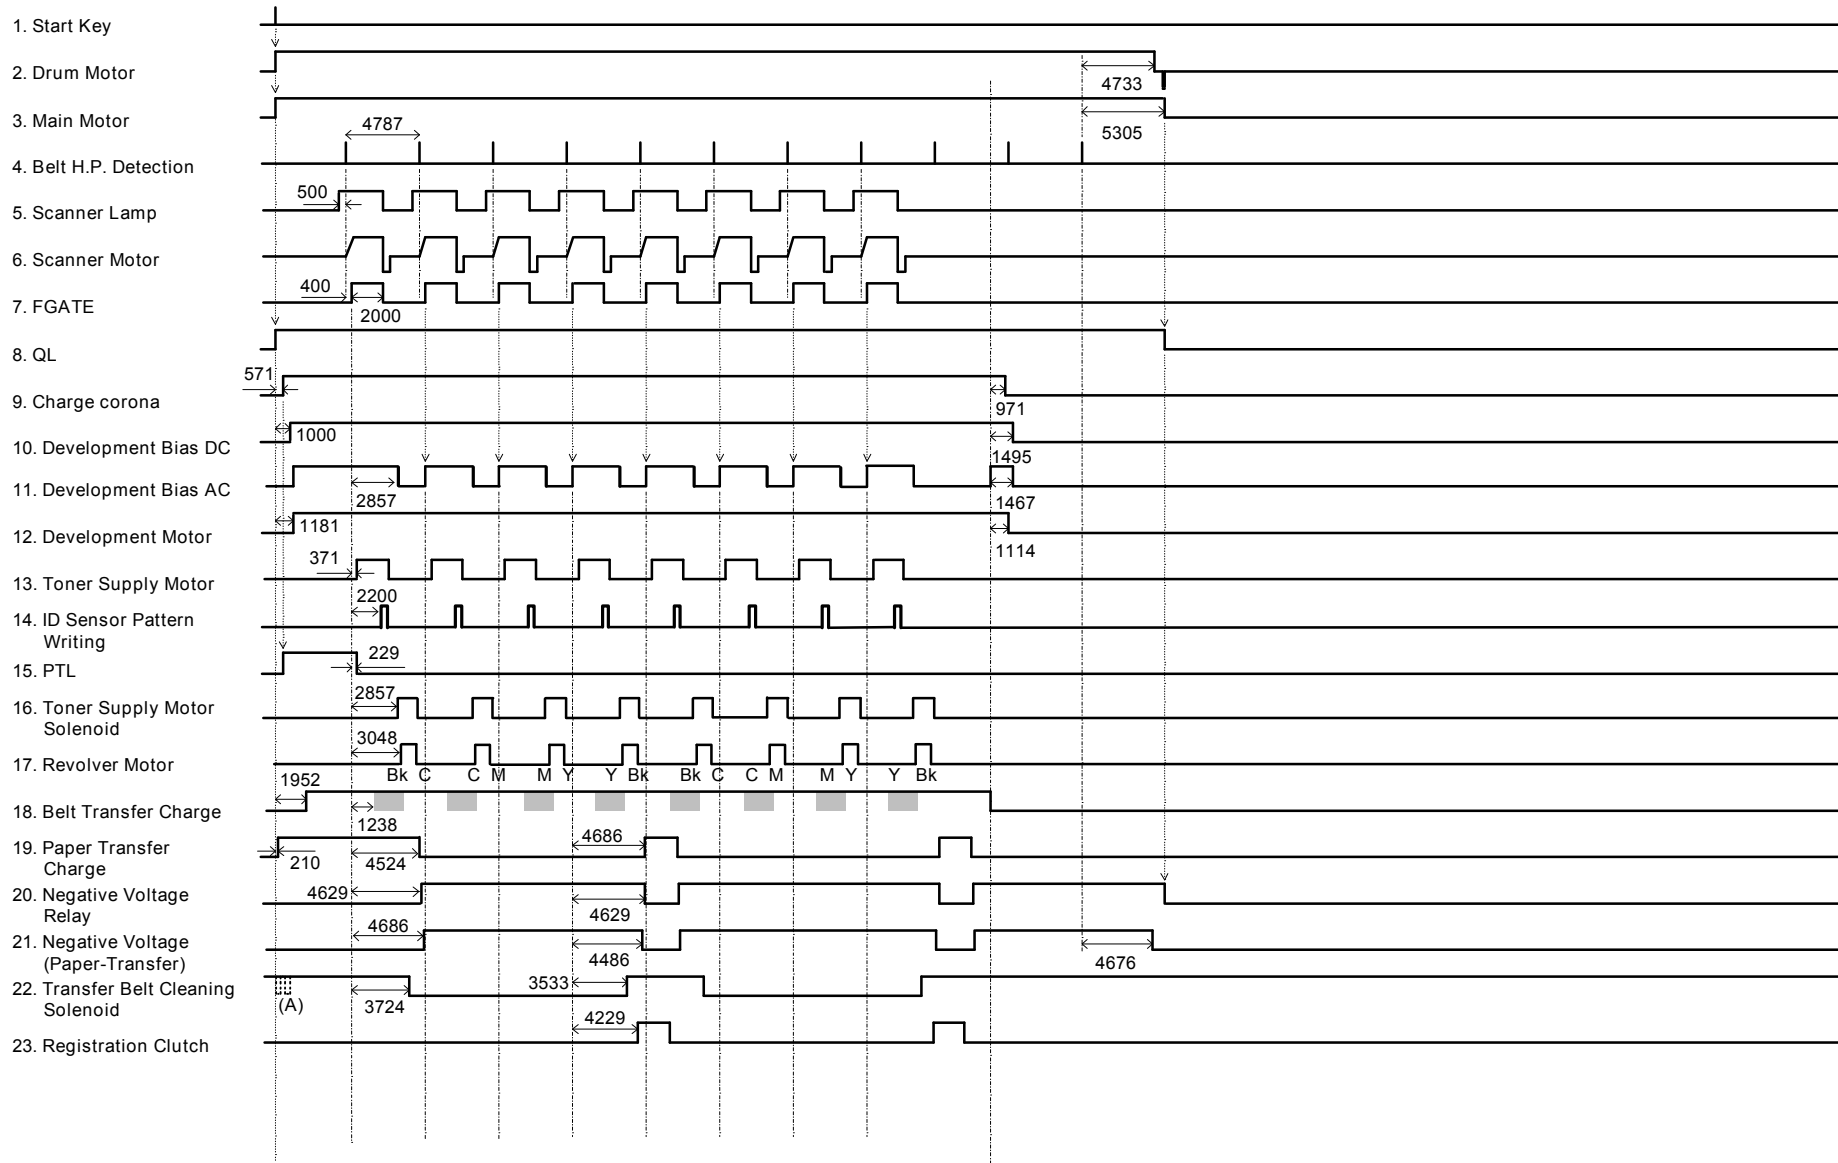 1. Start Key
2. Drum Motor
4733
3. Main Motor
4787
5305
4. Belt H.P. Detection
500
5. Scanner Lamp
6. Scanner Motor
400
7. FGATE
2000
8. QL
571
9. Charge corona
971
1000
10. Development Bias DC
1495
11. Development Bias AC
2857
1467
1181
12. Development Motor
1114
371
13. Toner Supply Motor
2200
14. ID Sensor Pattern
Writing
229
15. PTL
2857
16. Toner Supply Motor
Solenoid
3048
17. Revolver Motor
Bk C C M M Y Y Bk Bk C C M M Y Y Bk
1952
18. Belt Transfer Charge
1238
4686
19. Paper Transfer
Charge
210
4524
20. Negative Voltage
Relay
4629
4629
4686
21. Negative Voltage
(Paper-Transfer)
4486
4676
22. Transfer Belt Cleaning
Solenoid
(A)
3724
3533
4229
23. Registration Clutch